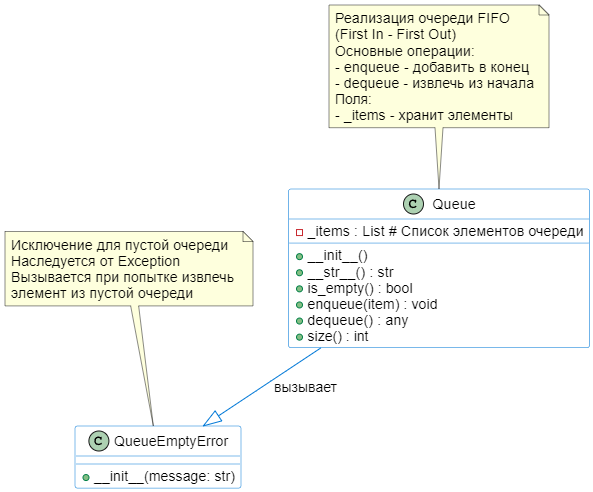 Реализация очереди FIFO
(First In - First Out)
Основные операции:
- enqueue - добавить в конец
- dequeue - извлечь из начала
Поля:
- _items - хранит элементы
C Queue
_items : List # Список элементов очереди
__init__()
__str__() : str
is_empty() : bool
enqueue(item) : void
dequeue() : any
size() : int
Исключение для пустой очереди
Наследуется от Exception
Вызывается при попытке извлечь
элемент из пустой очереди
вызывает
C QueueEmptyError
__init__(message: str)